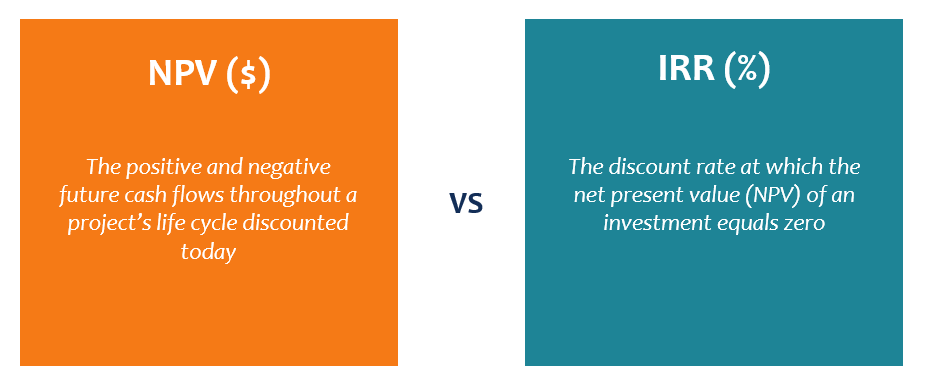 NPV ($)
The positive and negative
future cash flows throughout a
project's life cycle discounted
today
vs
IRR (%)
The discount rate at which the
net present value (NPV) of an
investment equals zero